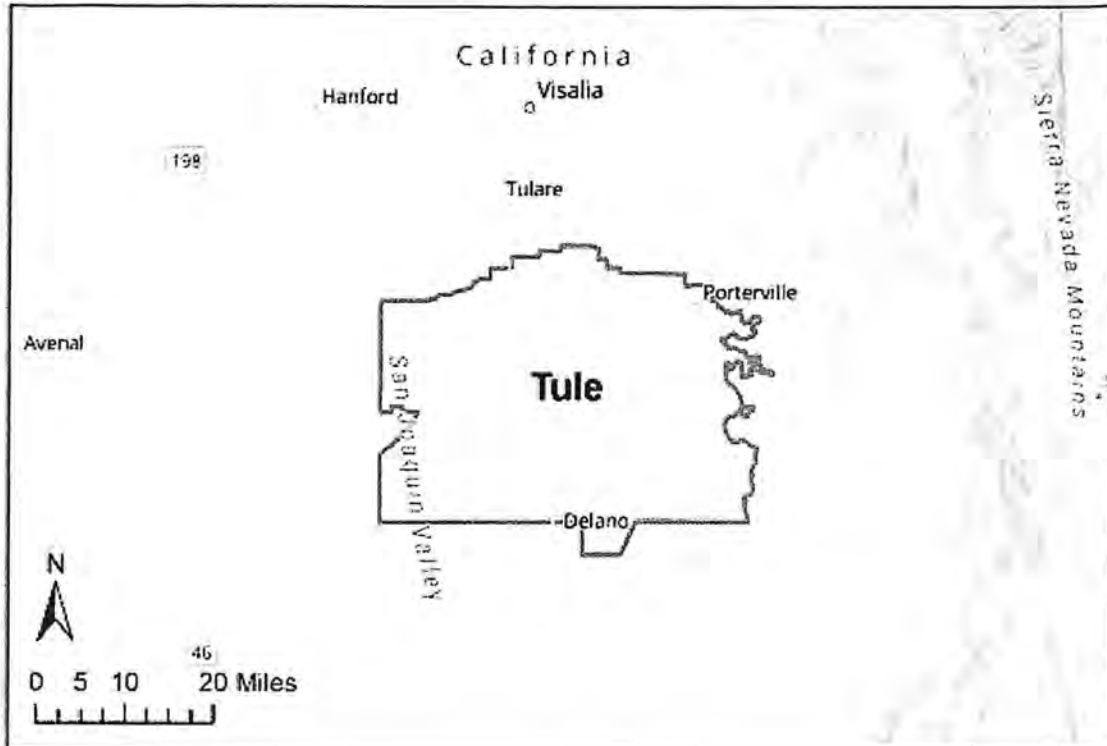 California
Hanford
Visalia
198
Tulare
Sierra Nevada Mountains
Porterville
Avenal
San Joaquin Valley
Tule
Delano
N
46
0 5 10 20 Miles